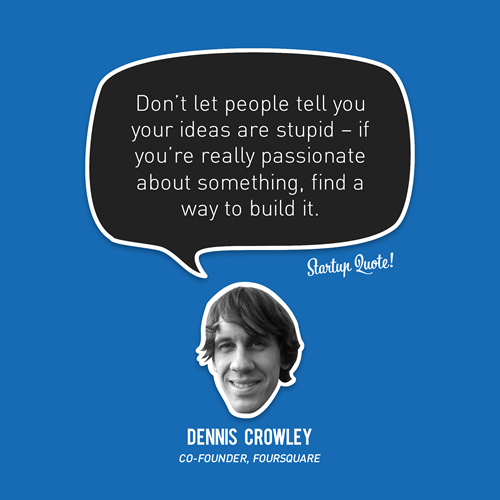 Don’t let people tell you
your ideas are stupid – if
you’re really passionate
about something, find a
way to build it.
Startup Quote!
DENNIS CROWLEY
CO-FOUNDER, FOURSQUARE